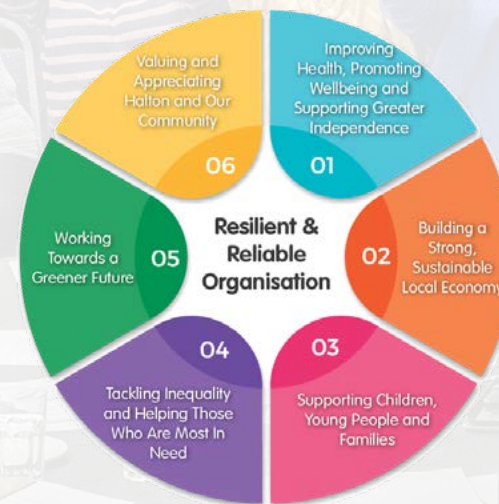 Improving
Health, Promoting
Wellbeing and
Supporting Greater
Independence
01
Building a
Strong,
Sustainable
Local Economy
02
Supporting Children,
Young People and
Families
03
Tackling Inequality
and Helping Those
Who Are Most In
Need
04
Working
Towards a
Greener Future
05
Valuing and
Appreciating
Halton and Our
Community
06
Resilient &
Reliable
Organisation